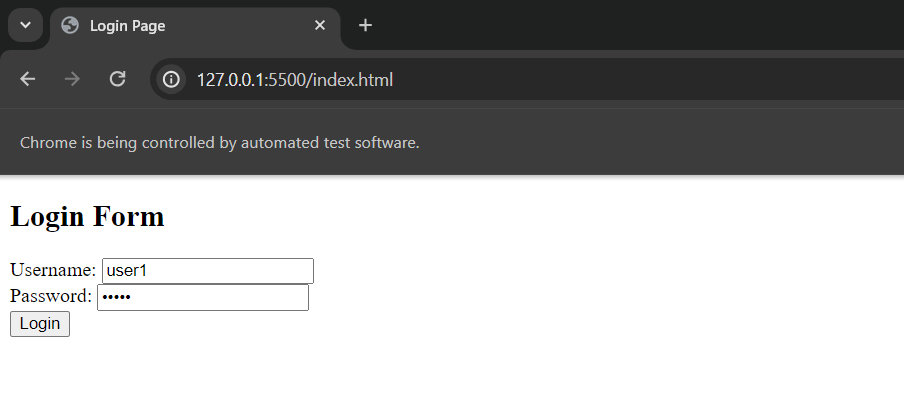 Login Page
127.0.0.1:5500/index.html
Chrome is being controlled by automated test software.
Login Form
Username: user1
Password: •••••
Login